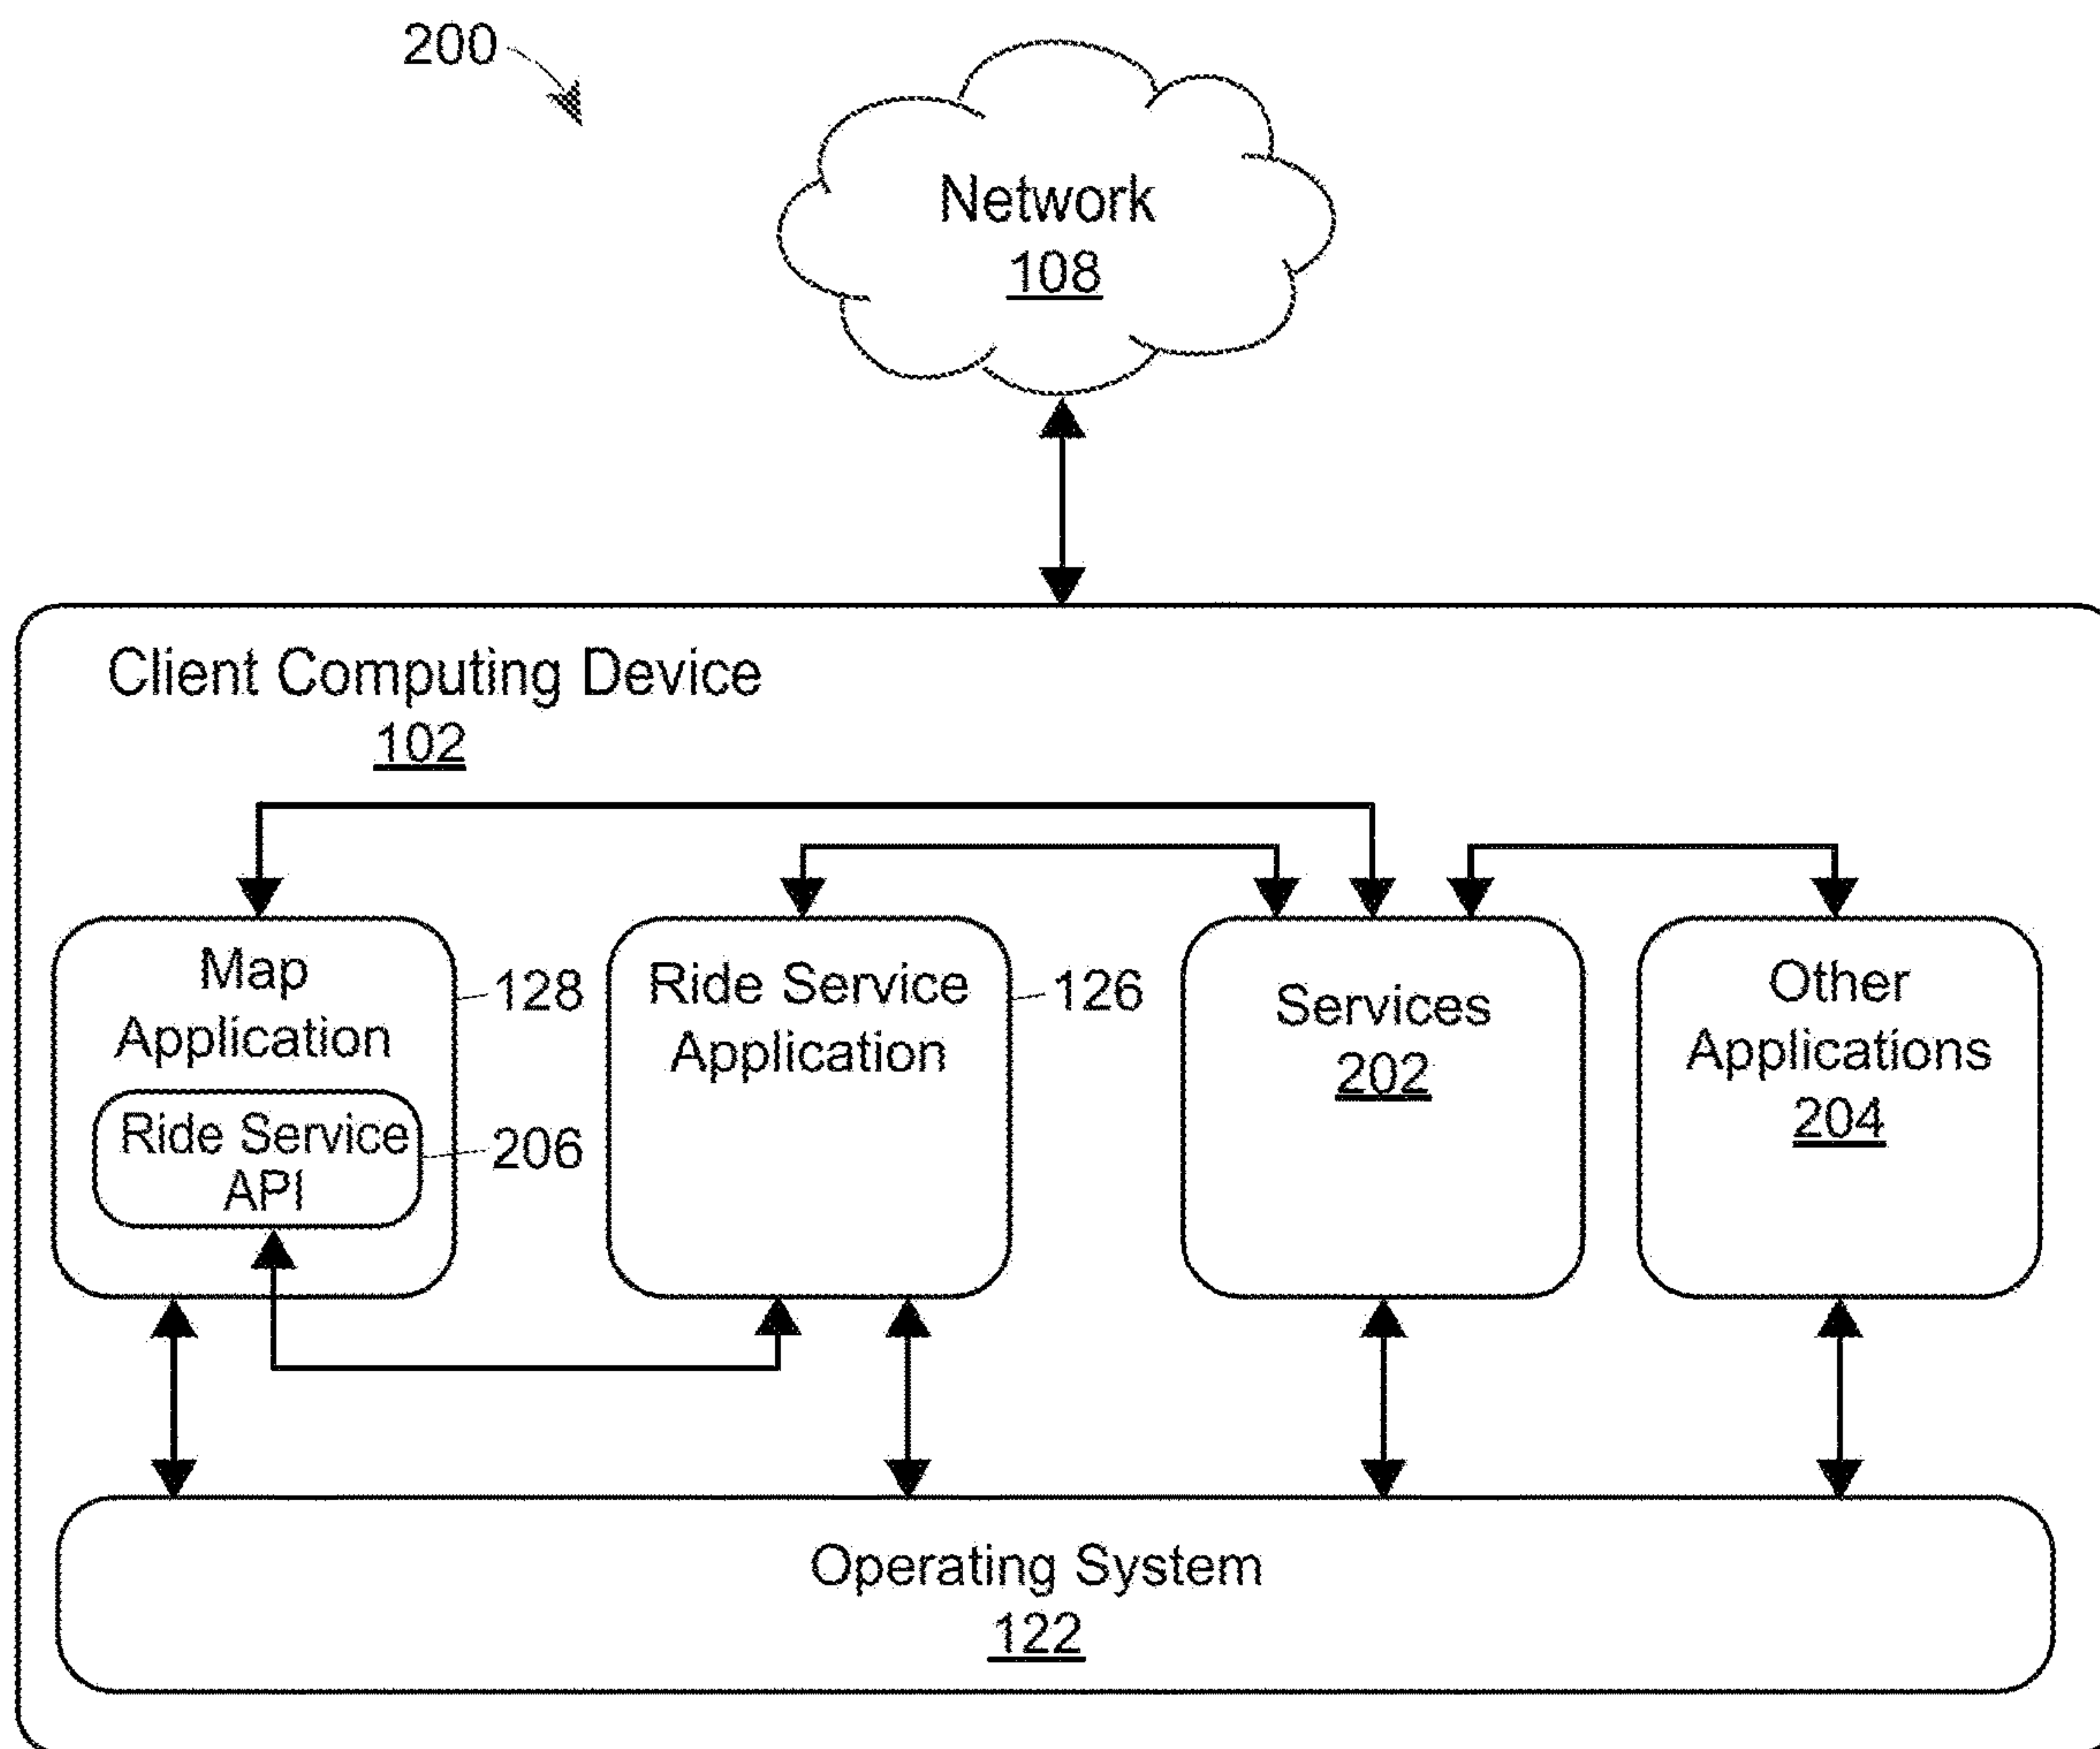 200
Network
108
Client Computing Device
102
Map
Application
128
Ride Service
API
206
Ride Service
Application
126
Services
202
Other
Applications
204
Operating System
122